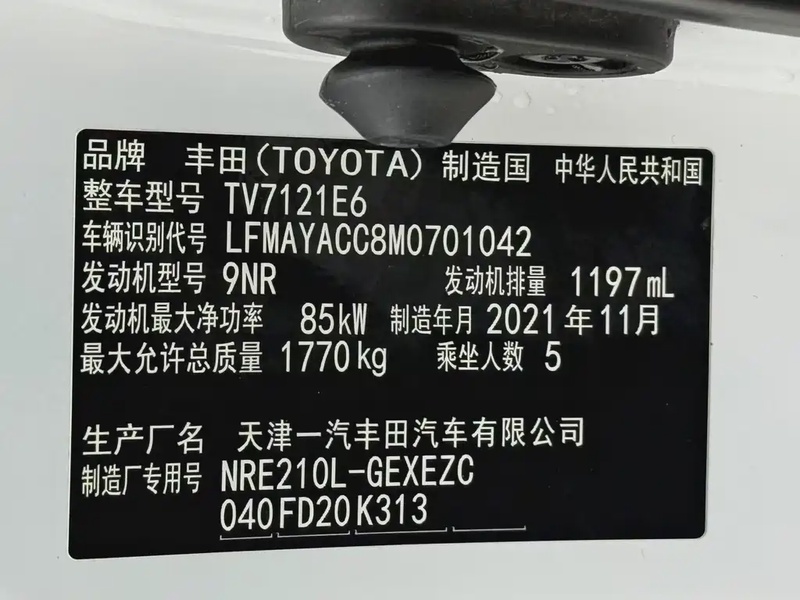 品牌 丰田(TOYOTA) 制造国 中华人民共和国
整车型号 TV7121E6
车辆识别代号 LFMAYACC8M0701042
发动机型号 9NR 发动机排量 1197mL
发动机最大净功率 85kW 制造年月 2021年11月
最大允许总质量 1770kg 乘坐人数 5
生产厂名 天津一汽丰田汽车有限公司
制造厂专用号 NRE210L-GEXEZC
040 FD20 K313